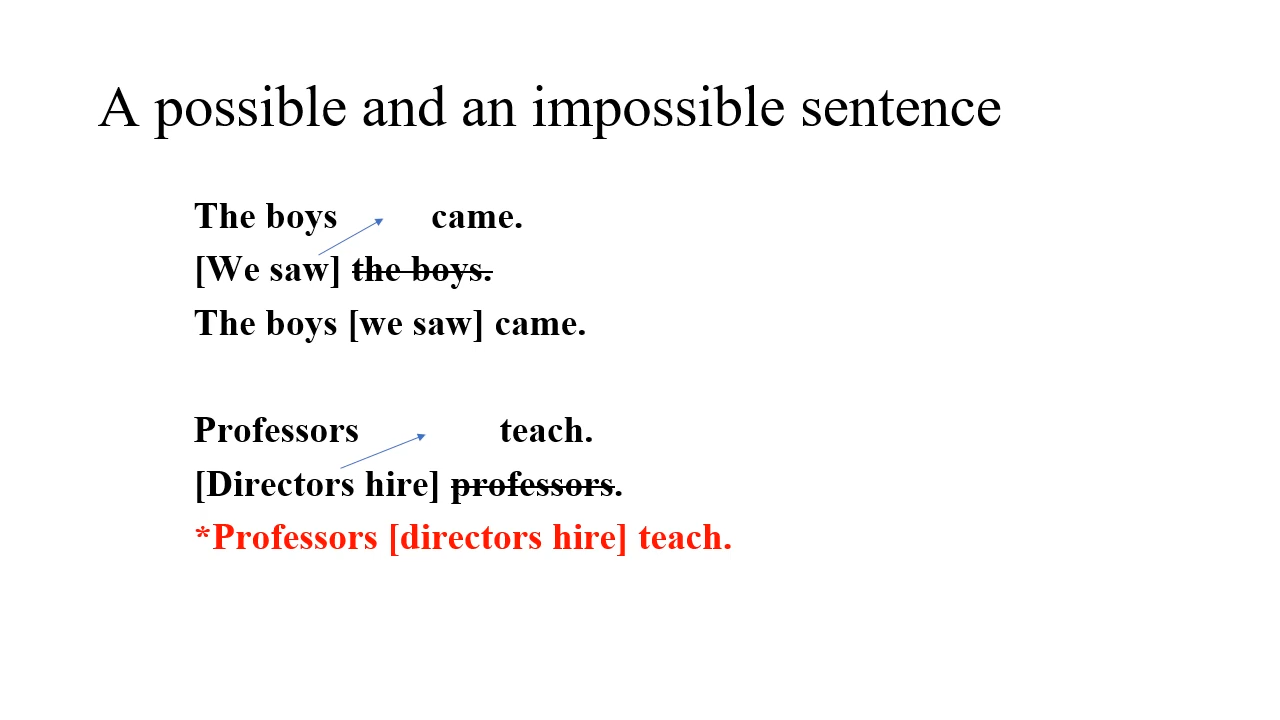 A possible and an impossible sentence
The boys came.
[We saw] the boys.
The boys [we saw] came.
Professors teach.
[Directors hire] professors.
*Professors [directors hire] teach.